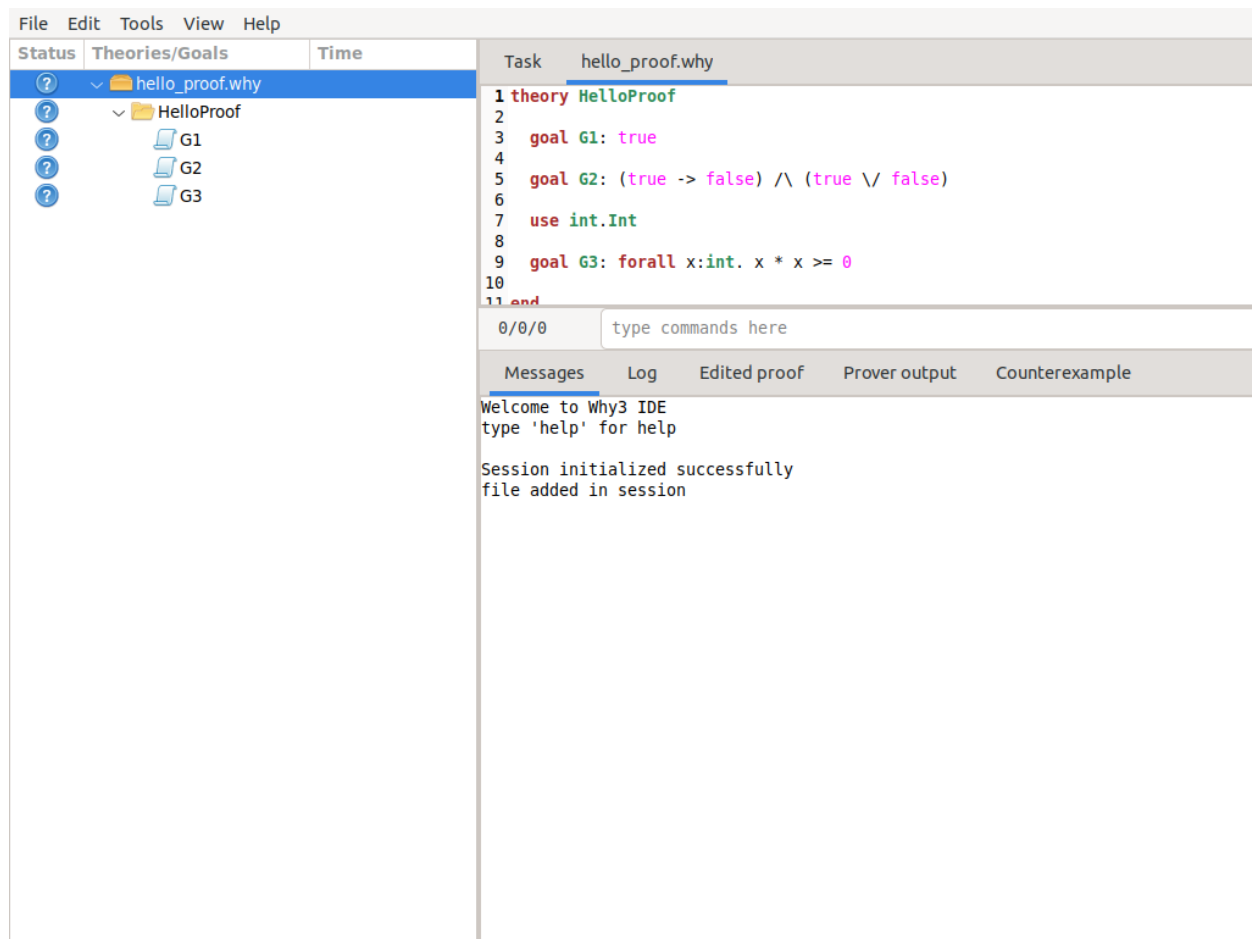 File Edit Tools View Help
Status Theories/Goals Time
hello_proof.why
HelloProof
G1
G2
G3
Task hello_proof.why
1 theory HelloProof
2
3 goal G1: true
4
5 goal G2: (true -> false) /\ (true \/ false)
6
7 use int.Int
8
9 goal G3: forall x:int. x * x >= 0
10
11 end
0/0/0 type commands here
Messages Log Edited proof Prover output Counterexample
Welcome to Why3 IDE
type 'help' for help
Session initialized successfully
file added in session